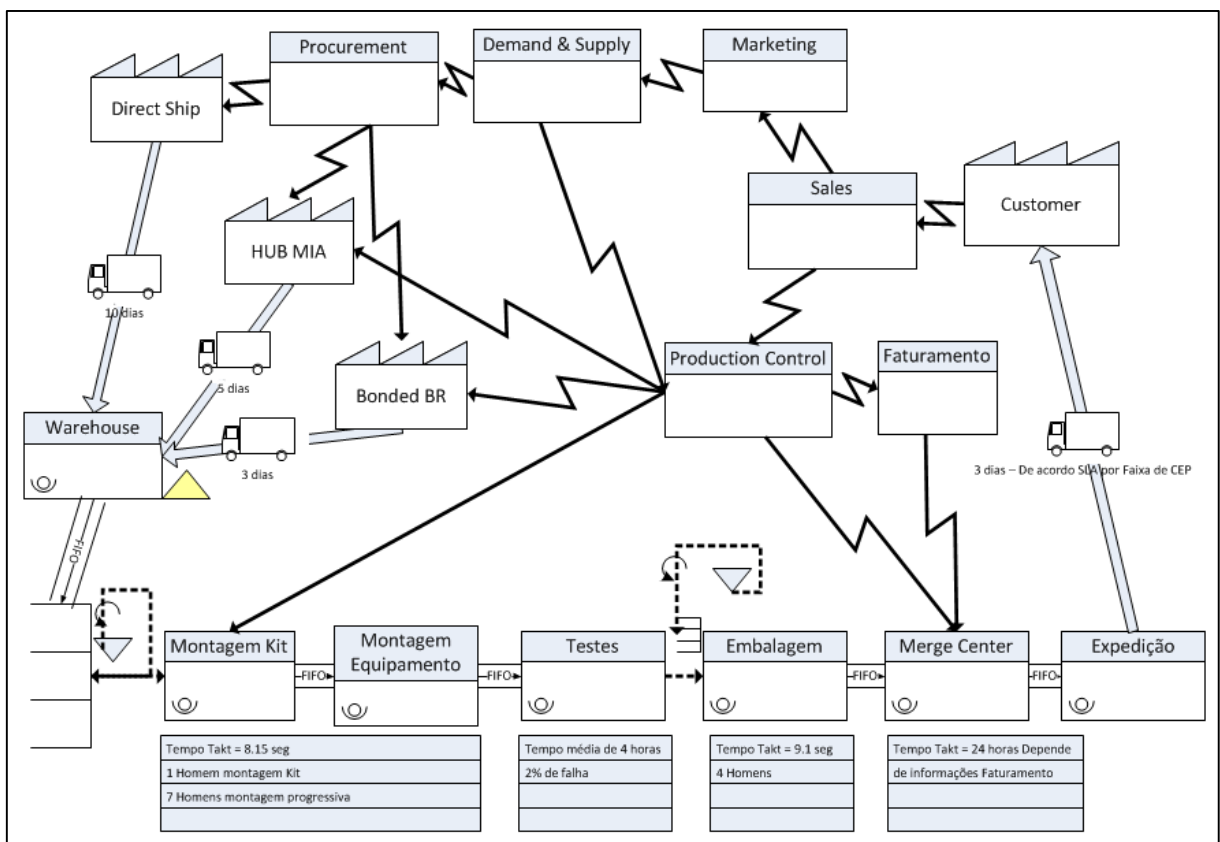 Procurement
Demand & Supply
Marketing
Direct Ship
Sales
Customer
HUB MIA
10 dias
Production Control
Faturamento
5 dias
Bonded BR
Warehouse
3 dias
3 dias – De acordo SLA por Faixa de CEP
FIFO
Montagem Kit
Montagem
Equipamento
Testes
Embalagem
Merge Center
Expedição
FIFO
FIFO
FIFO
FIFO
Tempo Takt = 8.15 seg
1 Homem montagem Kit
7 Homens montagem progressiva
Tempo média de 4 horas
2% de falha
Tempo Takt = 9.1 seg
4 Homens
Tempo Takt = 24 horas Depende
de informações Faturamento